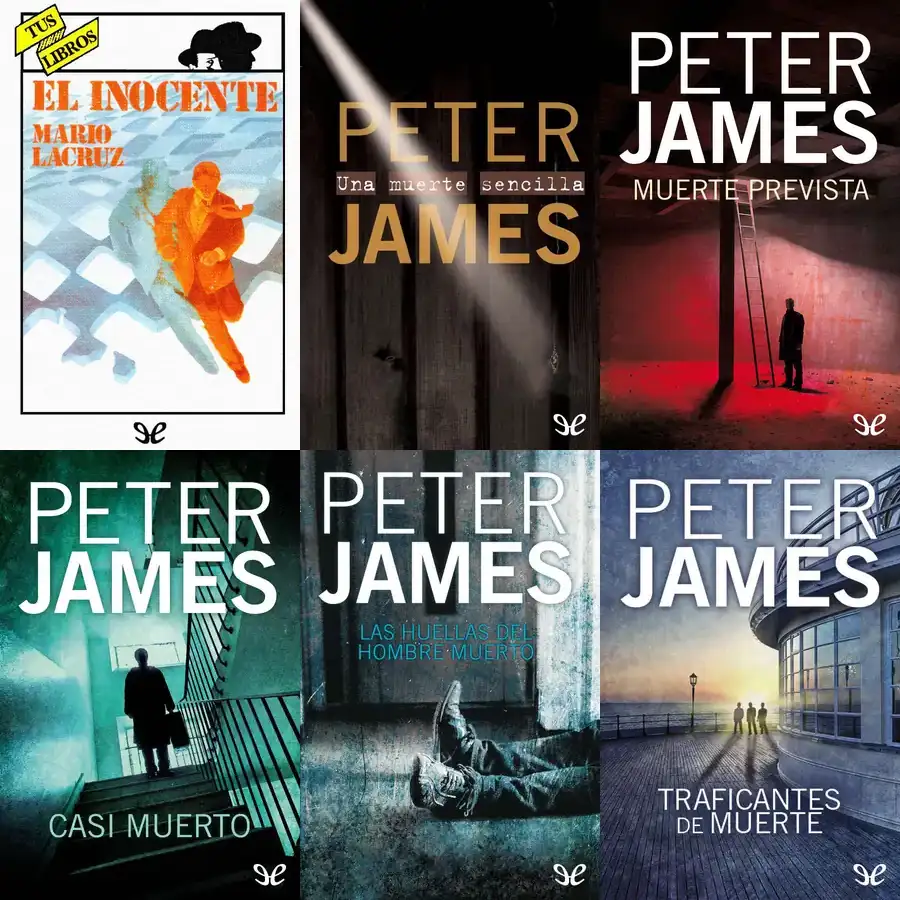 TUS
LIBROS
EL INOCENTE
MARIO
LACRUZ
PETER
Una muerte sencilla
JAMES
PETER
JAMES
MUERTE PREVISTA
PETER
JAMES
CASI MUERTO
PETER
JAMES
LAS HUELLAS DEL
HOMBRE MUERTO
PETER
JAMES
TRAFICANTES
DE MUERTE